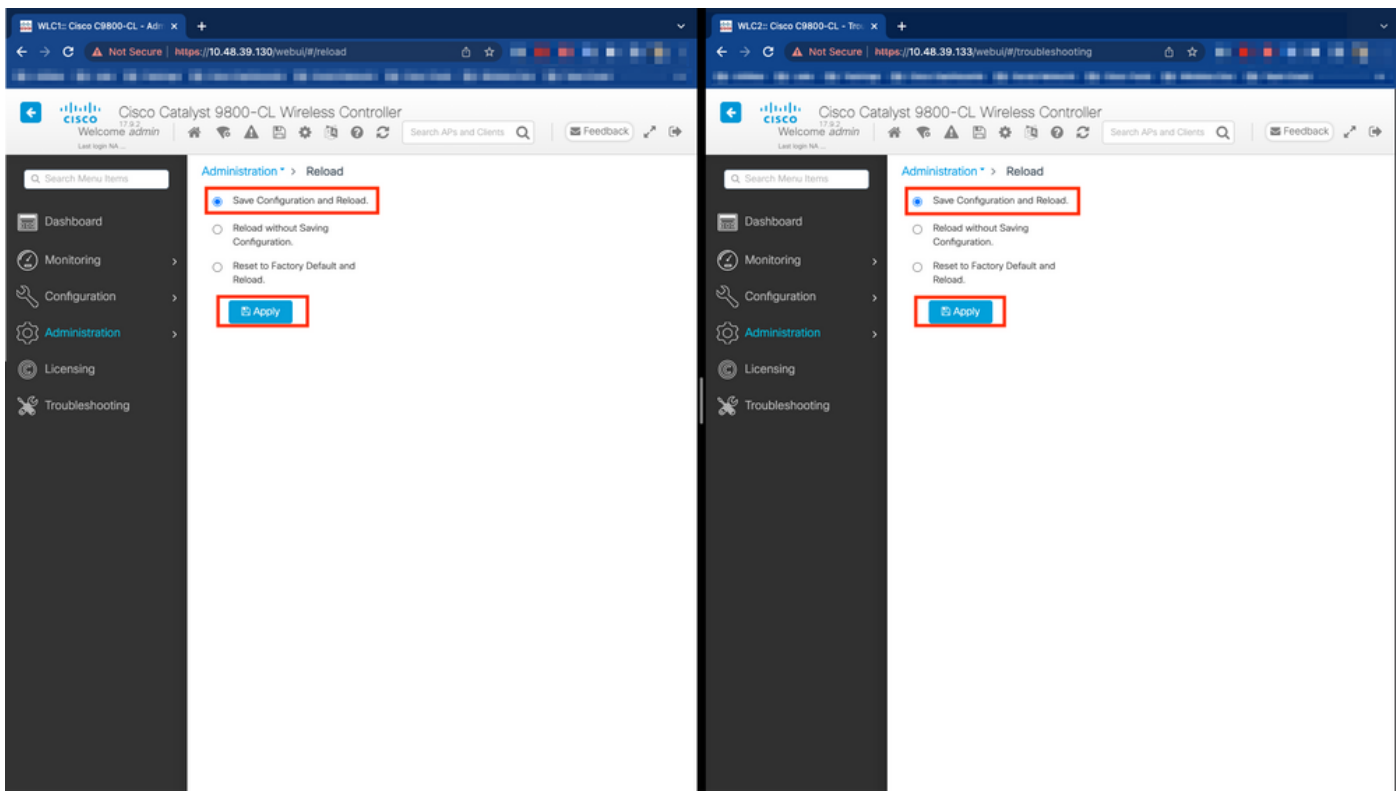 WLC1:: Cisco C9800-CL - Adm
Not Secure | https://10.48.39.130/webui/#/reload
CISCO
Cisco Catalyst 9800-CL Wireless Controller
17.9.2
Welcome admin
Last login NA ...
Search APs and Clients
Feedback
Search Menu Items
Dashboard
Monitoring
Configuration
Administration
Licensing
Troubleshooting
Administration * > Reload
Save Configuration and Reload.
Reload without Saving
Configuration.
Reset to Factory Default and
Reload.
Apply
WLC2:: Cisco C9800-CL - Trou
Not Secure | https://10.48.39.133/webui/#/troubleshooting
CISCO
Cisco Catalyst 9800-CL Wireless Controller
17.9.2
Welcome admin
Last login NA ...
Search APs and Clients
Feedback
Search Menu Items
Dashboard
Monitoring
Configuration
Administration
Licensing
Troubleshooting
Administration * > Reload
Save Configuration and Reload.
Reload without Saving
Configuration.
Reset to Factory Default and
Reload.
Apply